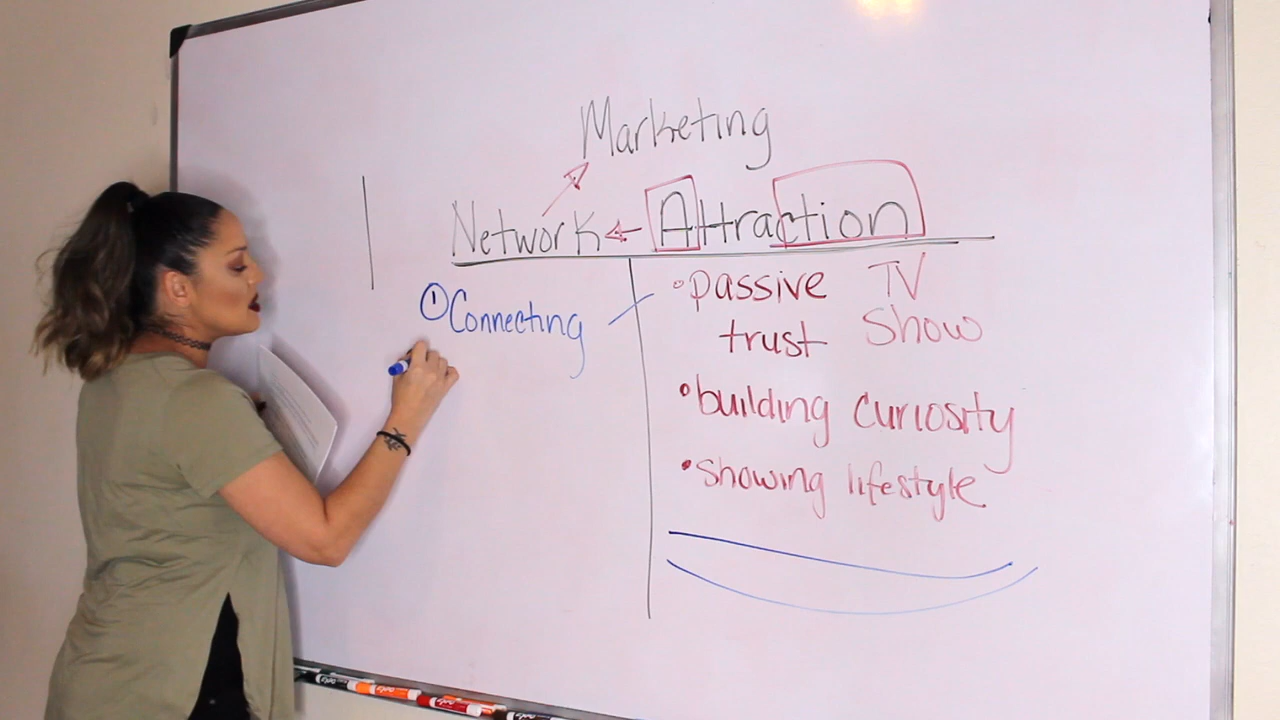 Marketing
Network ← Attraction
① Connecting
• passive TV
trust Show
• building curiosity
• showing lifestyle